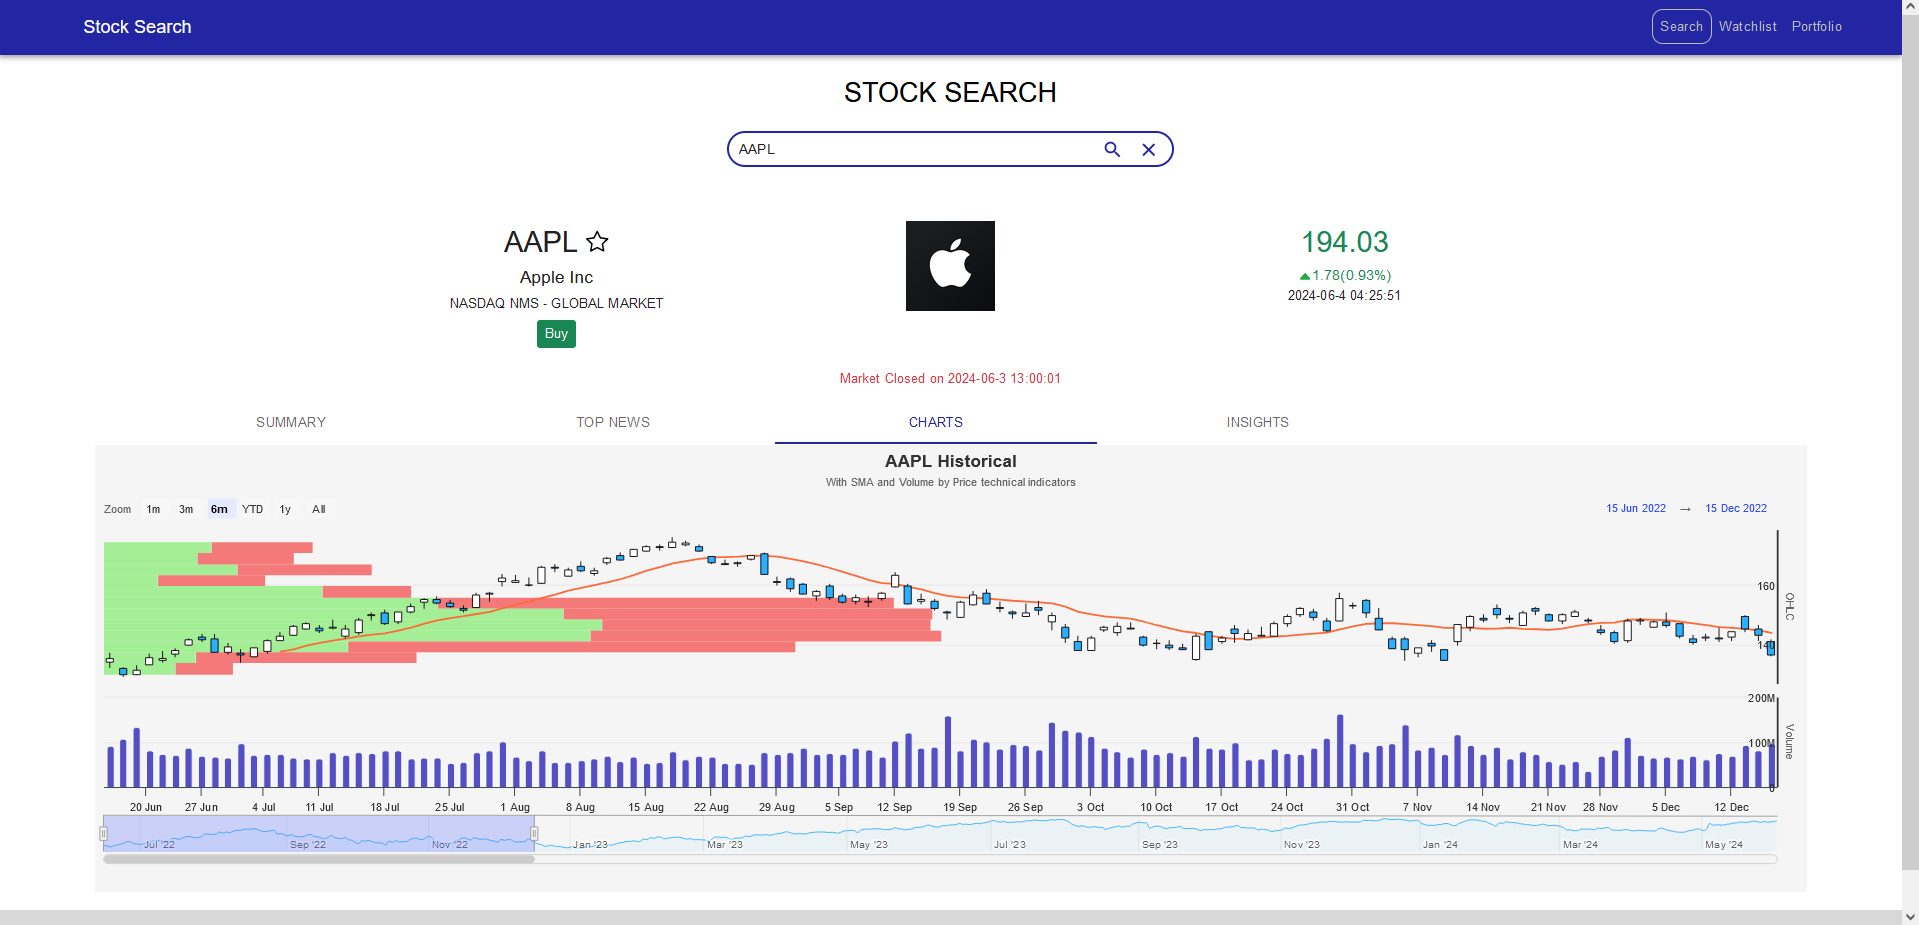 Stock Search
Search Watchlist Portfolio
STOCK SEARCH
AAPL
AAPL
Apple Inc
NASDAQ NMS - GLOBAL MARKET
Buy
194.03
1.78(0.93%)
2024-06-4 04:25:51
Market Closed on 2024-06-3 13:00:01
SUMMARY TOP NEWS CHARTS INSIGHTS
AAPL Historical
With SMA and Volume by Price technical indicators
Zoom 1m 3m 6m YTD 1y All
15 Jun 2022 → 15 Dec 2022
160
140
OHLC
200M
100M
0
Volume
20 Jun 27 Jun 4 Jul 11 Jul 18 Jul 25 Jul 1 Aug 8 Aug 15 Aug 22 Aug 29 Aug 5 Sep 12 Sep 19 Sep 26 Sep 3 Oct 10 Oct 17 Oct 24 Oct 31 Oct 7 Nov 14 Nov 21 Nov 28 Nov 5 Dec 12 Dec
Jul '22 Sep '22 Nov '22 Jan '23 Mar '23 May '23 Jul '23 Sep '23 Nov '23 Jan '24 Mar '24 May '24